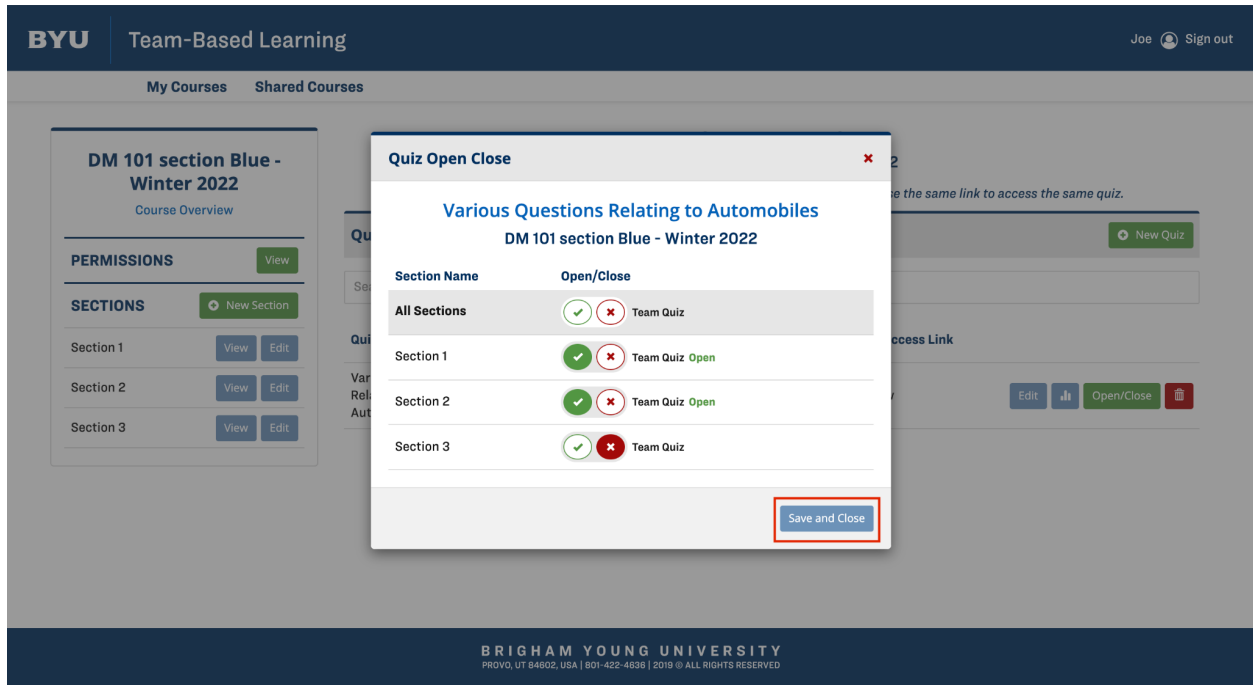 BYU Team-Based Learning
Joe Sign out
My Courses Shared Courses
DM 101 section Blue -
Winter 2022
Course Overview
PERMISSIONS View
SECTIONS New Section
Section 1 View Edit
Section 2 View Edit
Section 3 View Edit
Quiz Open Close
Various Questions Relating to Automobiles
DM 101 section Blue - Winter 2022
Section Name Open/Close
All Sections Team Quiz
Section 1 Team Quiz Open
Section 2 Team Quiz Open
Section 3 Team Quiz
Save and Close
2
the same link to access the same quiz.
New Quiz
Link
Edit Open/Close
BRIGHAM YOUNG UNIVERSITY
PROVO, UT 84602, USA | 801-422-4636 | 2019 © ALL RIGHTS RESERVED